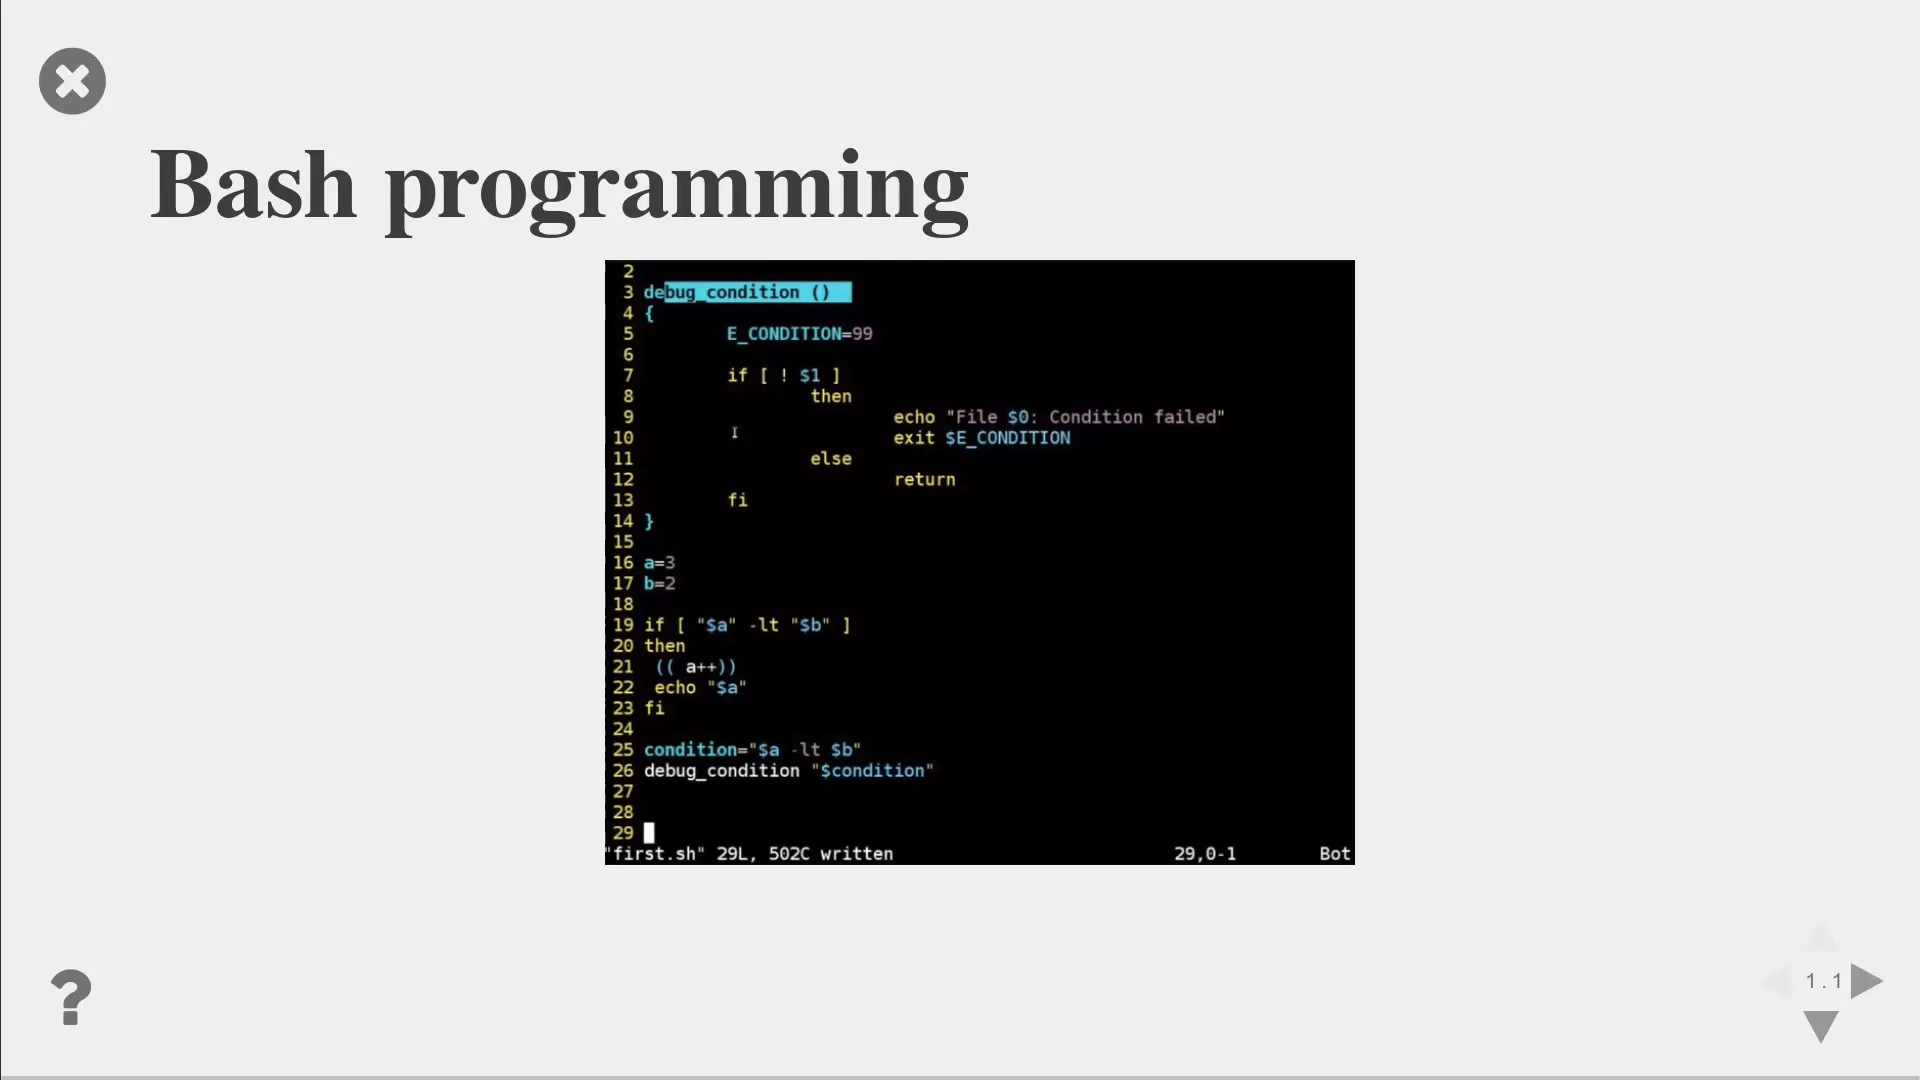 Bash programming
2
3 debug_condition ()
4 {
5 E_CONDITION=99
6
7 if [ ! $1 ]
8 then
9 echo "File $0: Condition failed"
10 exit $E_CONDITION
11 else
12 return
13 fi
14 }
15
16 a=3
17 b=2
18
19 if [ "$a" -lt "$b" ]
20 then
21 (( a++))
22 echo "$a"
23 fi
24
25 condition="$a -lt $b"
26 debug_condition "$condition"
27
28
29
"first.sh" 29L, 502C written 29,0-1 Bot
?
1.1